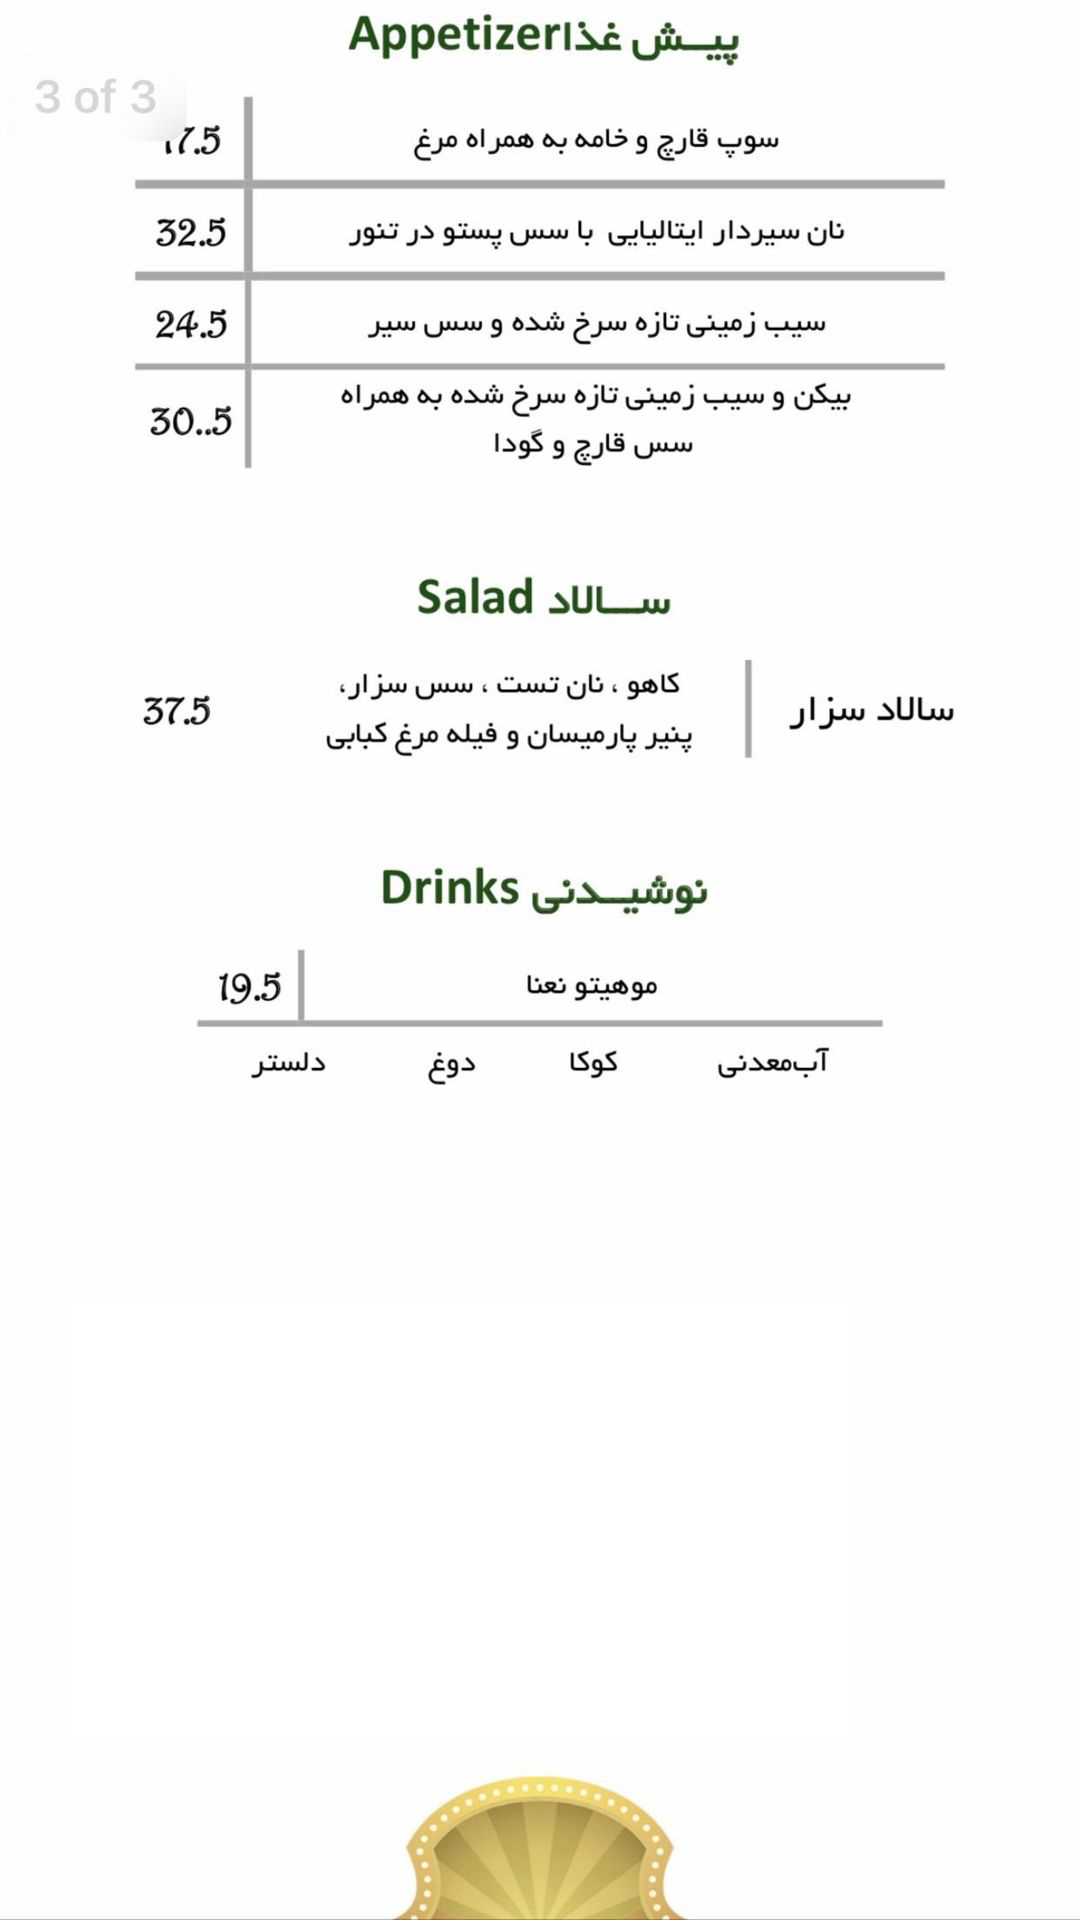 پیــش غذاAppetizer
3 of 3
سوپ قارچ و خامه به همراه مرغ 17.5
نان سیردار ایتالیایی با سس پستو در تنور 32.5
سیب زمینی تازه سرخ شده و سس سیر 24.5
بیکن و سیب زمینی تازه سرخ شده به همراه
سس قارچ و گودا 30..5
ســـالاد Salad
سالاد سزار
کاهو ، نان تست ، سس سزار،
پنیر پارمیسان و فیله مرغ کبابی
37.5
نوشیــدنی Drinks
موهیتو نعنا 19.5
آب‌معدنی کوکا دوغ دلستر